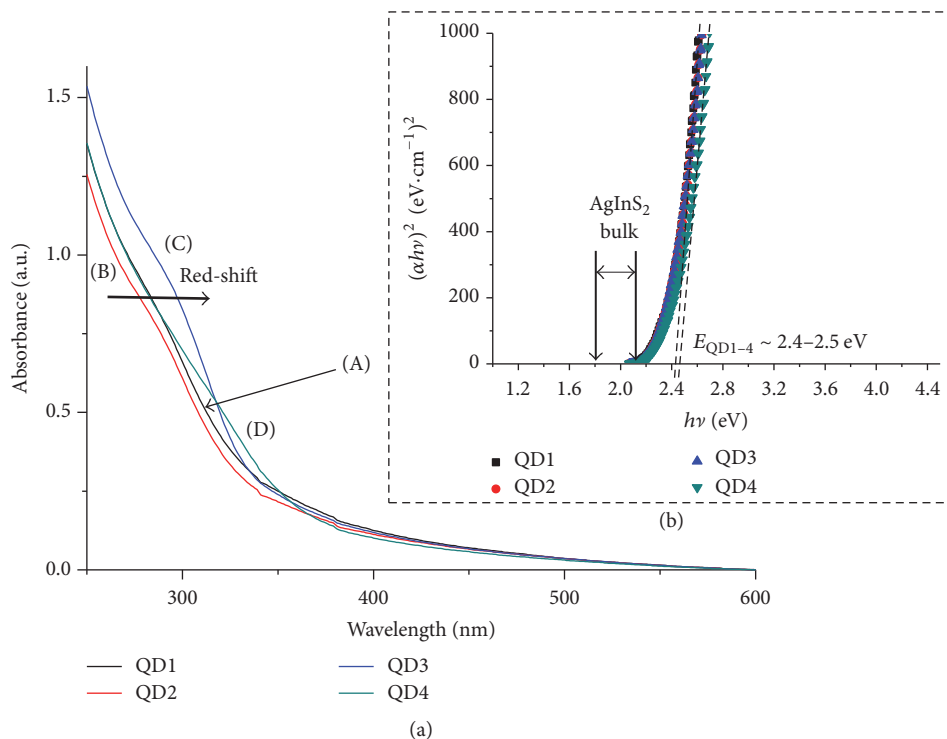 1000
800
600
400
200
0
(αhν)² (eV·cm⁻¹)²
AgInS₂
bulk
E_QD1–4 ~ 2.4–2.5 eV
1.2
1.6
2.0
2.4
2.8
3.2
3.6
4.0
4.4
hν (eV)
QD1
QD3
QD2
QD4
(b)
1.5
1.0
0.5
0.0
Absorbance (a.u.)
(C)
(B)
Red-shift
(A)
(D)
300
400
500
600
Wavelength (nm)
QD1
QD3
QD2
QD4
(a)